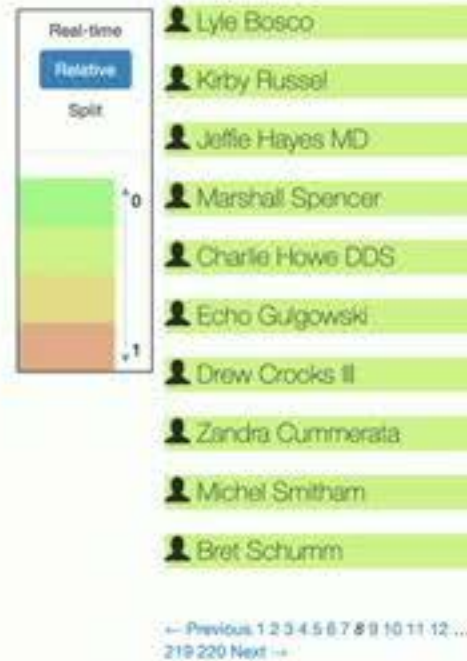 Real-time
Relative
Split
0
1
Lyle Bosco
Kirby Russel
Jeffie Hayes MD
Marshall Spencer
Charlie Howe DDS
Echo Gulgowski
Drew Crooks III
Zandra Cummerata
Michel Smitham
Bret Schumm
← Previous 1 2 3 4 5 6 7 8 9 10 11 12 ...
219 220 Next →